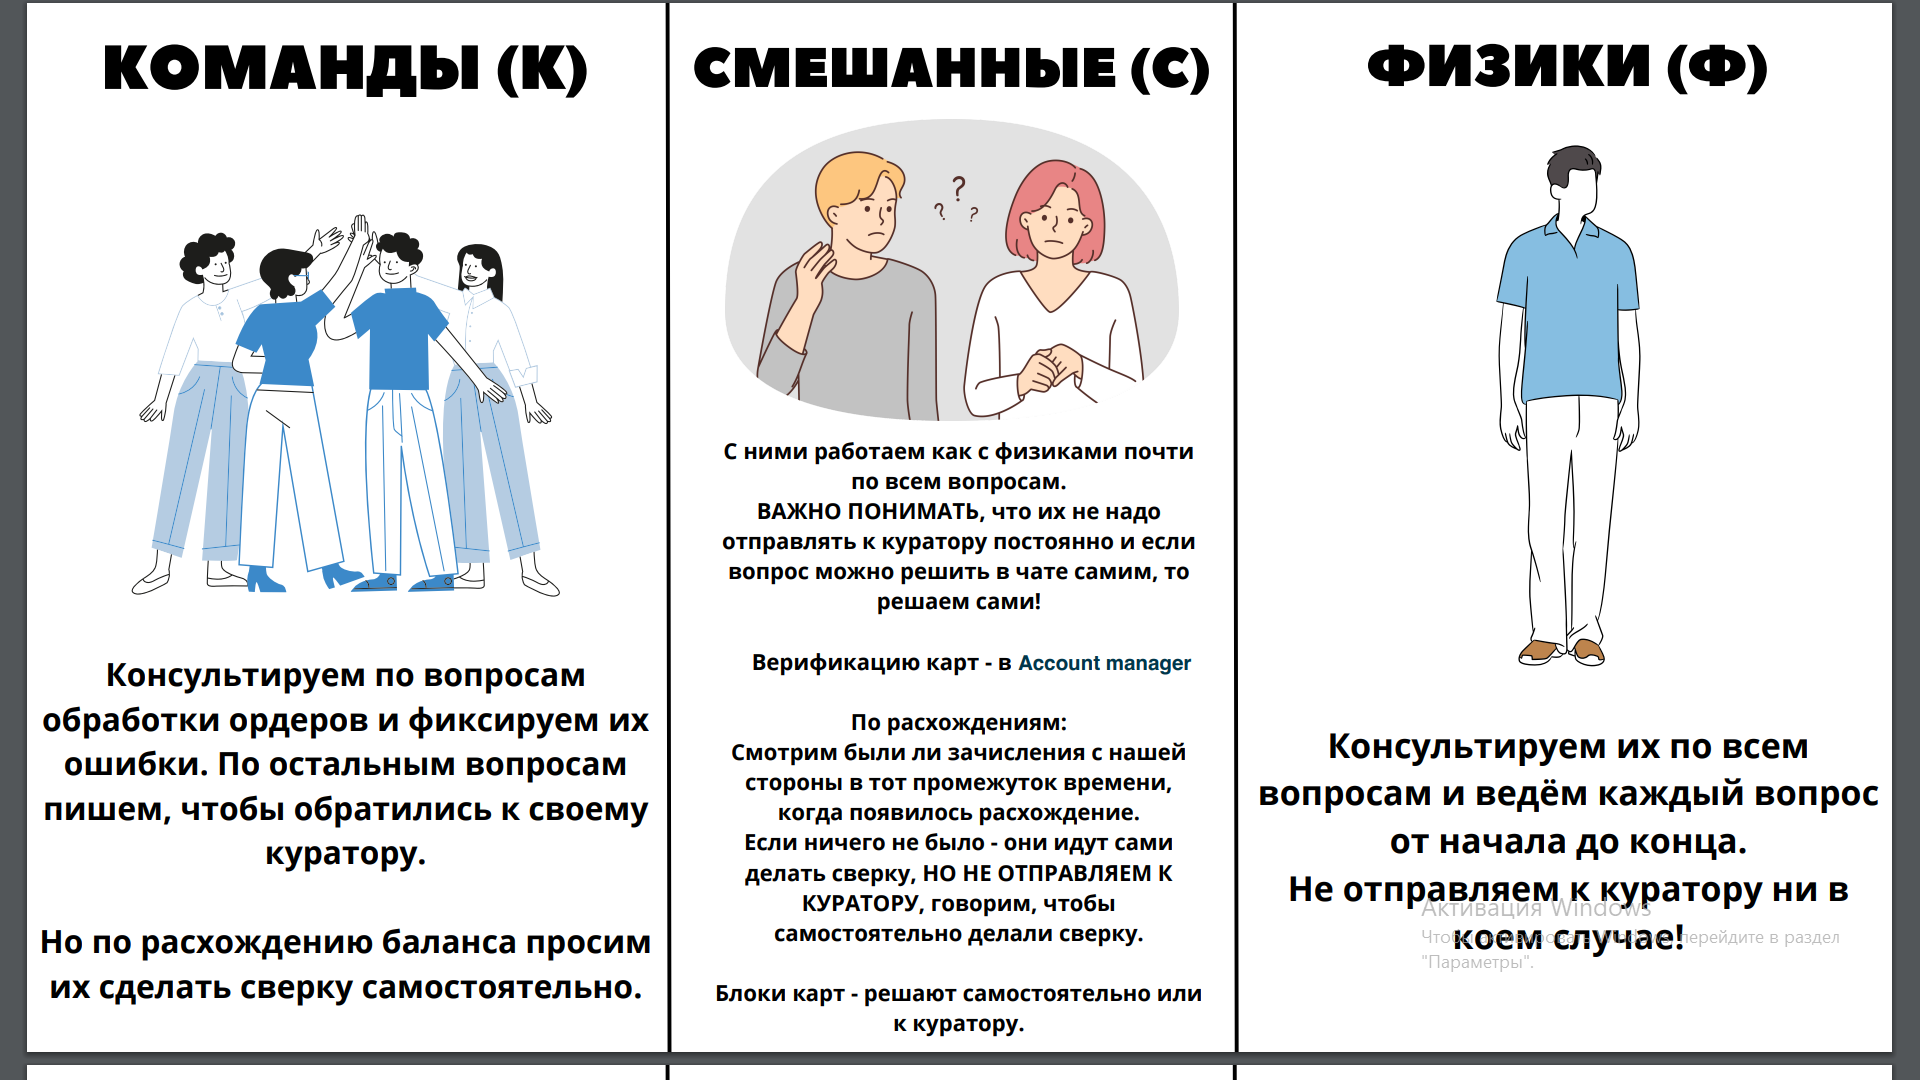 КОМАНДЫ (К)
Консультируем по вопросам
обработки ордеров и фиксируем их
ошибки. По остальным вопросам
пишем, чтобы обратились к своему
куратору.
Но по расхождению баланса просим
их сделать сверку самостоятельно.
СМЕШАННЫЕ (С)
? ? ?
С ними работаем как с физиками почти
по всем вопросам.
ВАЖНО ПОНИМАТЬ, что их не надо
отправлять к куратору постоянно и если
вопрос можно решить в чате самим, то
решаем сами!
Верификацию карт - в Account manager
По расхождениям:
Смотрим были ли зачисления с нашей
стороны в тот промежуток времени,
когда появилось расхождение.
Если ничего не было - они идут сами
делать сверку, НО НЕ ОТПРАВЛЯЕМ К
КУРАТОРУ, говорим, чтобы
самостоятельно делали сверку.
Блоки карт - решают самостоятельно или
к куратору.
ФИЗИКИ (Ф)
Консультируем их по всем
вопросам и ведём каждый вопрос
от начала до конца.
Не отправляем к куратору ни в
коем случае!
Активация Windows
Чтобы активировать Windows, перейдите в раздел
"Параметры".